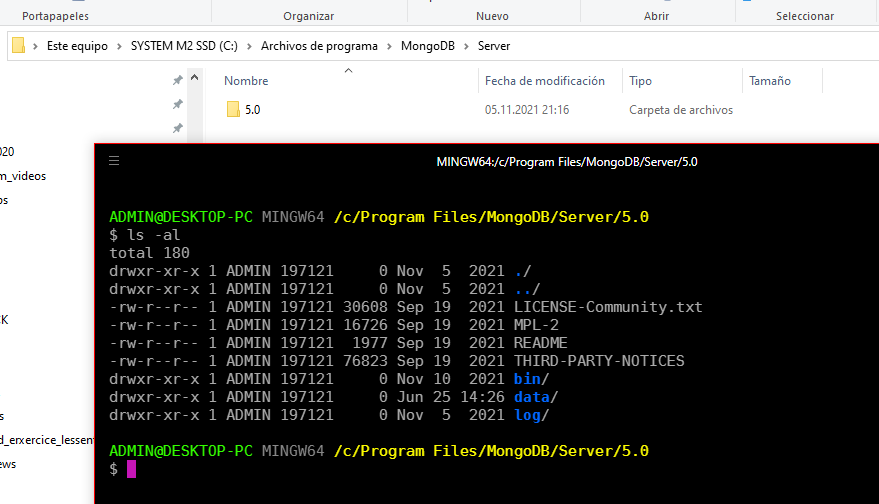 Portapapeles Organizar Nuevo Abrir Seleccionar
Este equipo > SYSTEM M2 SSD (C:) > Archivos de programa > MongoDB > Server
Nombre Fecha de modificación Tipo Tamaño
5.0 05.11.2021 21:16 Carpeta de archivos
020
m_videos
os
CK
s
d_erxercice_lessent
ews
MINGW64:/c/Program Files/MongoDB/Server/5.0
ADMIN@DESKTOP-PC MINGW64 /c/Program Files/MongoDB/Server/5.0
$ ls -al
total 180
drwxr-xr-x 1 ADMIN 197121     0 Nov  5  2021 ./
drwxr-xr-x 1 ADMIN 197121     0 Nov  5  2021 ../
-rw-r--r-- 1 ADMIN 197121 30608 Sep 19  2021 LICENSE-Community.txt
-rw-r--r-- 1 ADMIN 197121 16726 Sep 19  2021 MPL-2
-rw-r--r-- 1 ADMIN 197121  1977 Sep 19  2021 README
-rw-r--r-- 1 ADMIN 197121 76823 Sep 19  2021 THIRD-PARTY-NOTICES
drwxr-xr-x 1 ADMIN 197121     0 Nov 10  2021 bin/
drwxr-xr-x 1 ADMIN 197121     0 Jun 25 14:26 data/
drwxr-xr-x 1 ADMIN 197121     0 Nov  5  2021 log/
ADMIN@DESKTOP-PC MINGW64 /c/Program Files/MongoDB/Server/5.0
$